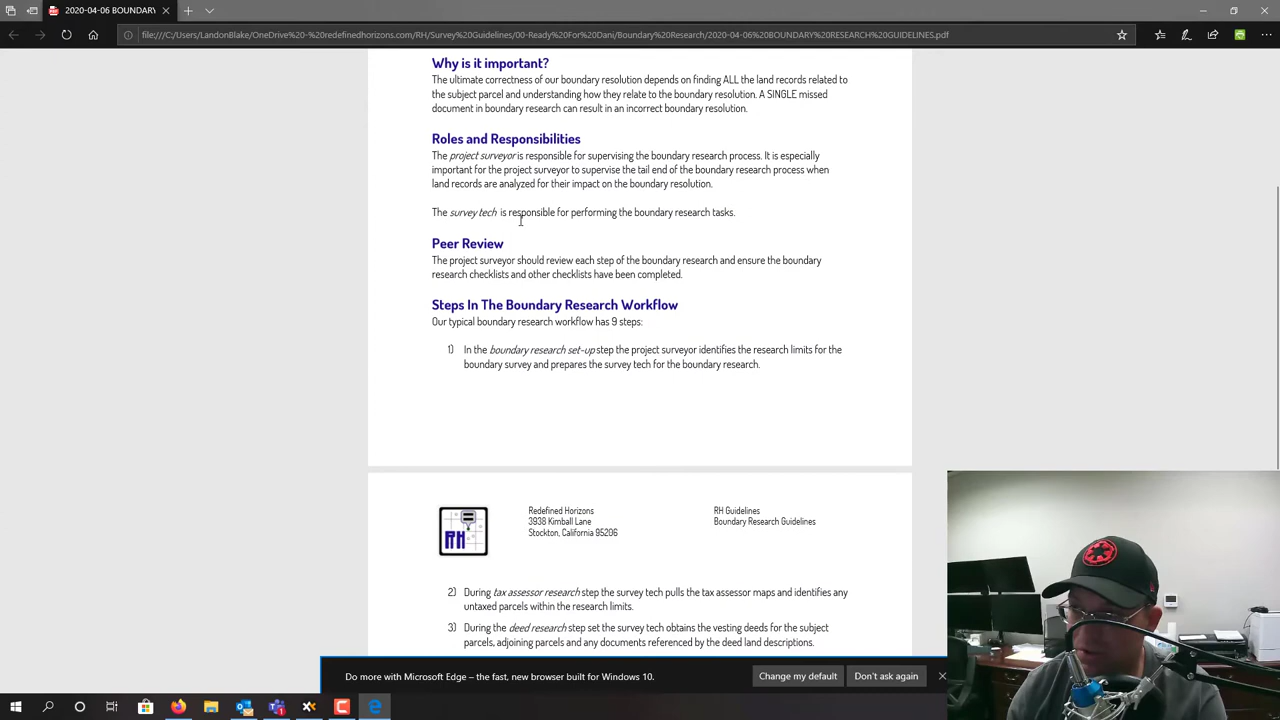 2020-04-06 BOUNDARY
file:///C:/Users/LandonBlake/OneDrive%20-%20redefinedhorizons.com/RH/Survey%20Guidelines/00-Ready%20For%20Dani/Boundary%20Research/2020-04-06%20BOUNDARY%20RESEARCH%20GUIDELINES.pdf
Why is it important?
The ultimate correctness of our boundary resolution depends on finding ALL the land records related to
the subject parcel and understanding how they relate to the boundary resolution. A SINGLE missed
document in boundary research can result in an incorrect boundary resolution.
Roles and Responsibilities
The project surveyor is responsible for supervising the boundary research process. It is especially
important for the project surveyor to supervise the tail end of the boundary research process when
land records are analyzed for their impact on the boundary resolution.
The survey tech is responsible for performing the boundary research tasks.
Peer Review
The project surveyor should review each step of the boundary research and ensure the boundary
research checklists and other checklists have been completed.
Steps In The Boundary Research Workflow
Our typical boundary research workflow has 9 steps:
1) In the boundary research set-up step the project surveyor identifies the research limits for the
boundary survey and prepares the survey tech for the boundary research.
RH
Redefined Horizons
3938 Kimball Lane
Stockton, California 95206
RH Guidelines
Boundary Research Guidelines
2) During tax assessor research step the survey tech pulls the tax assessor maps and identifies any
untaxed parcels within the research limits.
3) During the deed research step set the survey tech obtains the vesting deeds for the subject
parcels, adjoining parcels and any documents referenced by the deed land descriptions.
Do more with Microsoft Edge – the fast, new browser built for Windows 10.
Change my default
Don't ask again